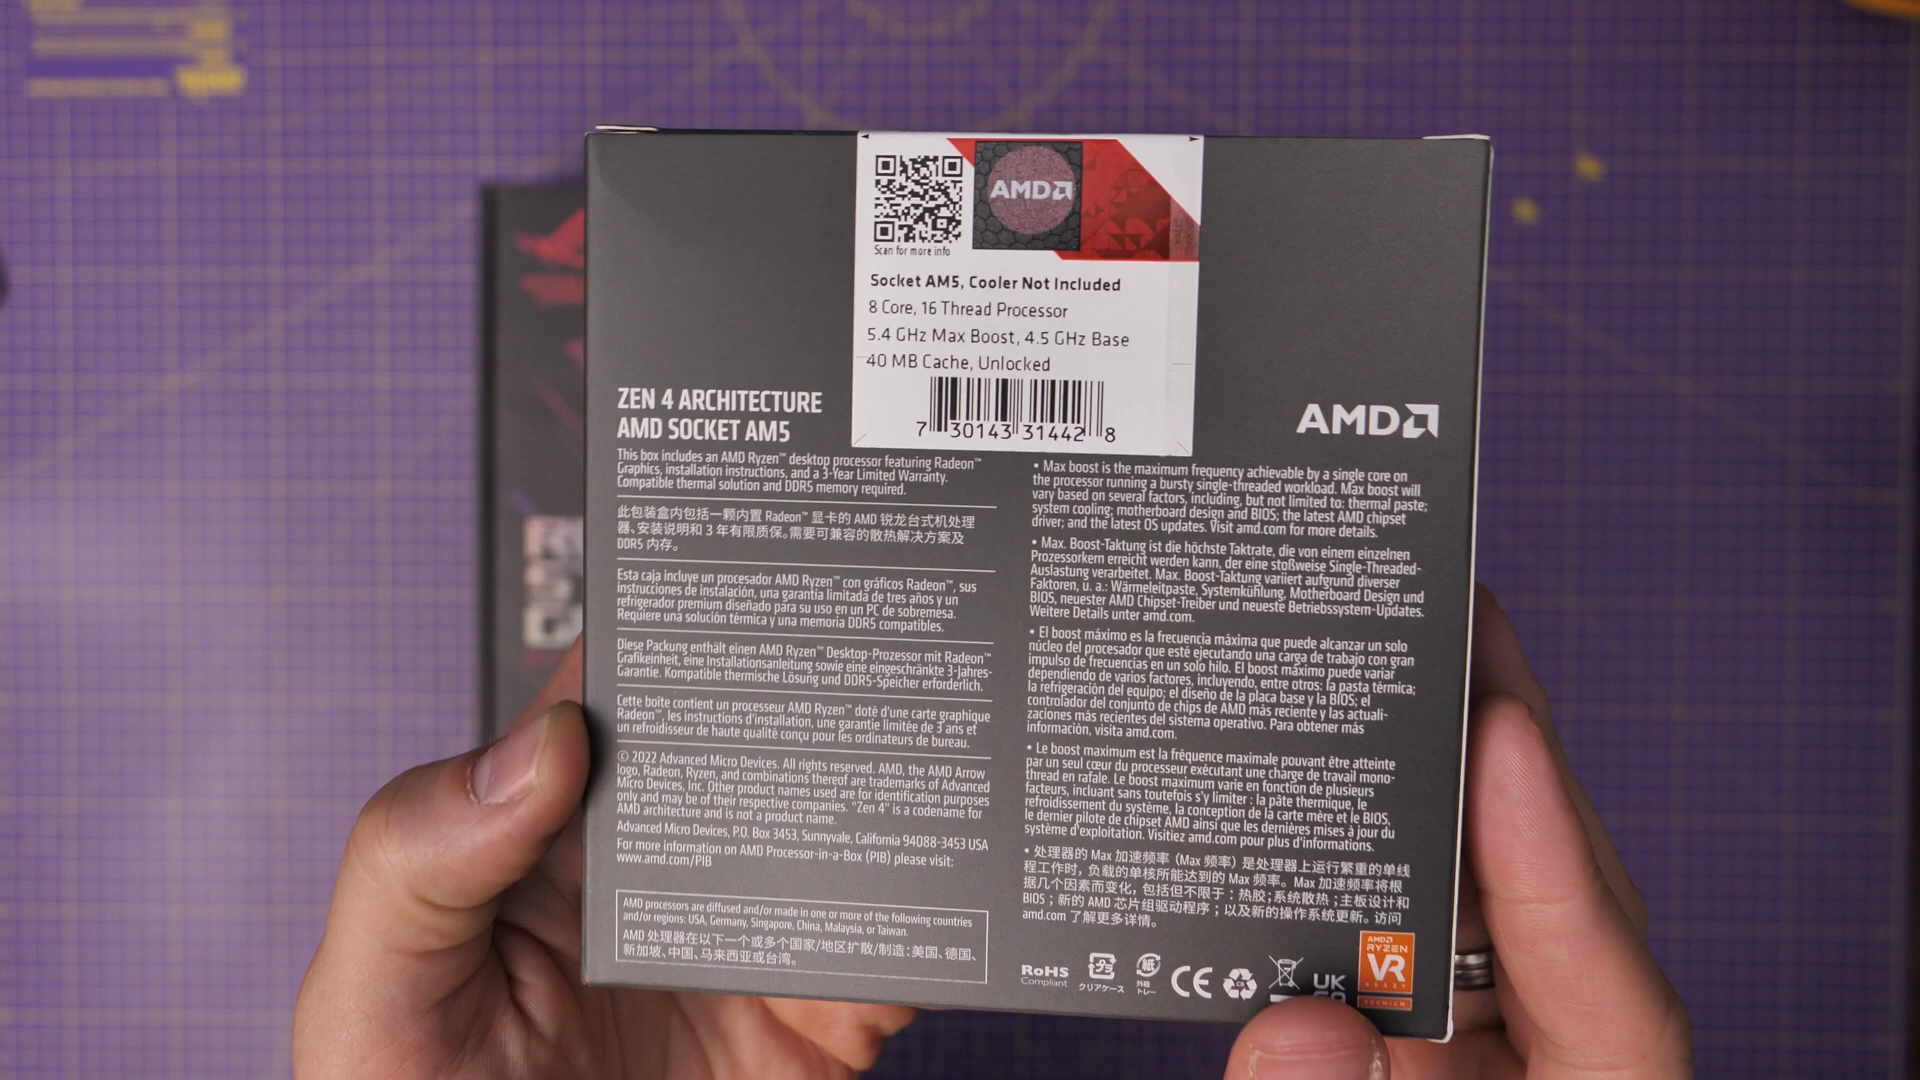 AMD
Scan for more info
Socket AM5, Cooler Not Included
8 Core, 16 Thread Processor
5.4 GHz Max Boost, 4.5 GHz Base
40 MB Cache, Unlocked
7 30143 31442 8
ZEN 4 ARCHITECTURE
AMD SOCKET AM5
This box includes an AMD Ryzen™ desktop processor featuring Radeon™
Graphics, installation instructions, and a 3-Year Limited Warranty.
Compatible thermal solution and DDR5 memory required.
此包装盒内包括一颗内置 Radeon™ 显卡的 AMD 锐龙台式机处理
器、安装说明和 3 年有限质保。需要可兼容的散热解决方案及
DDR5 内存。
Esta caja incluye un procesador AMD Ryzen™ con gráficos Radeon™, sus
instrucciones de instalación, una garantía limitada de tres años y un
refrigerador premium diseñado para su uso en un PC de sobremesa.
Requiere una solución térmica y una memoria DDR5 compatibles.
Diese Packung enthält einen AMD Ryzen™ Desktop-Prozessor mit Radeon™
Grafikeinheit, eine Installationsanleitung sowie eine eingeschränkte 3-Jahres-
Garantie. Kompatible thermische Lösung und DDR5-Speicher erforderlich.
Cette boîte contient un processeur AMD Ryzen™ doté d'une carte graphique
Radeon™, les instructions d'installation, une garantie limitée de 3 ans et
un refroidisseur de haute qualité conçu pour les ordinateurs de bureau.
© 2022 Advanced Micro Devices. All rights reserved. AMD, the AMD Arrow
logo, Radeon, Ryzen, and combinations thereof are trademarks of Advanced
Micro Devices, Inc. Other product names used are for identification purposes
only and may be of their respective companies. "Zen 4" is a codename for
AMD architecture and is not a product name.
Advanced Micro Devices, P.O. Box 3453, Sunnyvale, California 94088-3453 USA
For more information on AMD Processor-in-a-Box (PIB) please visit:
www.amd.com/PIB
AMD processors are diffused and/or made in one or more of the following countries
and/or regions: USA, Germany, Singapore, China, Malaysia, or Taiwan.
AMD 处理器在以下一个或多个国家/地区扩散/制造：美国、德国、
新加坡、中国、马来西亚或台湾。
AMD
• Max boost is the maximum frequency achievable by a single core on
the processor running a bursty single-threaded workload. Max boost will
vary based on several factors, including, but not limited to: thermal paste;
system cooling; motherboard design and BIOS; the latest AMD chipset
driver; and the latest OS updates. Visit amd.com for more details.
• Max. Boost-Taktung ist die höchste Taktrate, die von einem einzelnen
Prozessorkern erreicht werden kann, der eine stoßweise Single-Threaded-
Auslastung verarbeitet. Max. Boost-Taktung variiert aufgrund diverser
Faktoren, u. a.: Wärmeleitpaste, Systemkühlung, Motherboard Design und
BIOS, neuester AMD Chipset-Treiber und neueste Betriebssystem-Updates.
Weitere Details unter amd.com.
• El boost máximo es la frecuencia máxima que puede alcanzar un solo
núcleo del procesador que esté ejecutando una carga de trabajo con gran
impulso de frecuencias en un solo hilo. El boost máximo puede variar
dependiendo de varios factores, incluyendo, entre otros: la pasta térmica;
la refrigeración del equipo; el diseño de la placa base y la BIOS; el
controlador del conjunto de chips de AMD más reciente y las actuali-
zaciones más recientes del sistema operativo. Para obtener más
información, visita amd.com.
• Le boost maximum est la fréquence maximale pouvant être atteinte
par un seul cœur du processeur exécutant une charge de travail mono-
thread en rafale. Le boost maximum varie en fonction de plusieurs
facteurs, incluant sans toutefois s'y limiter : la pâte thermique, le
refroidissement du système, la conception de la carte mère et le BIOS,
le dernier pilote de chipset AMD ainsi que les dernières mises à jour du
système d'exploitation. Visitiez amd.com pour plus d'informations.
• 处理器的 Max 加速频率（Max 频率）是处理器上运行繁重的单线
程工作时，负载的单核所能达到的 Max 频率。Max 加速频率将根
据几个因素而变化，包括但不限于：热胶；系统散热；主板设计和
BIOS；新的 AMD 芯片组驱动程序；以及新的操作系统更新。访问
amd.com 了解更多详情。
RoHS
Compliant
プラ
クリアケース
紙
外箱
トレー
CE
UK
AMD
RYZEN
VR
READY
PREMIUM